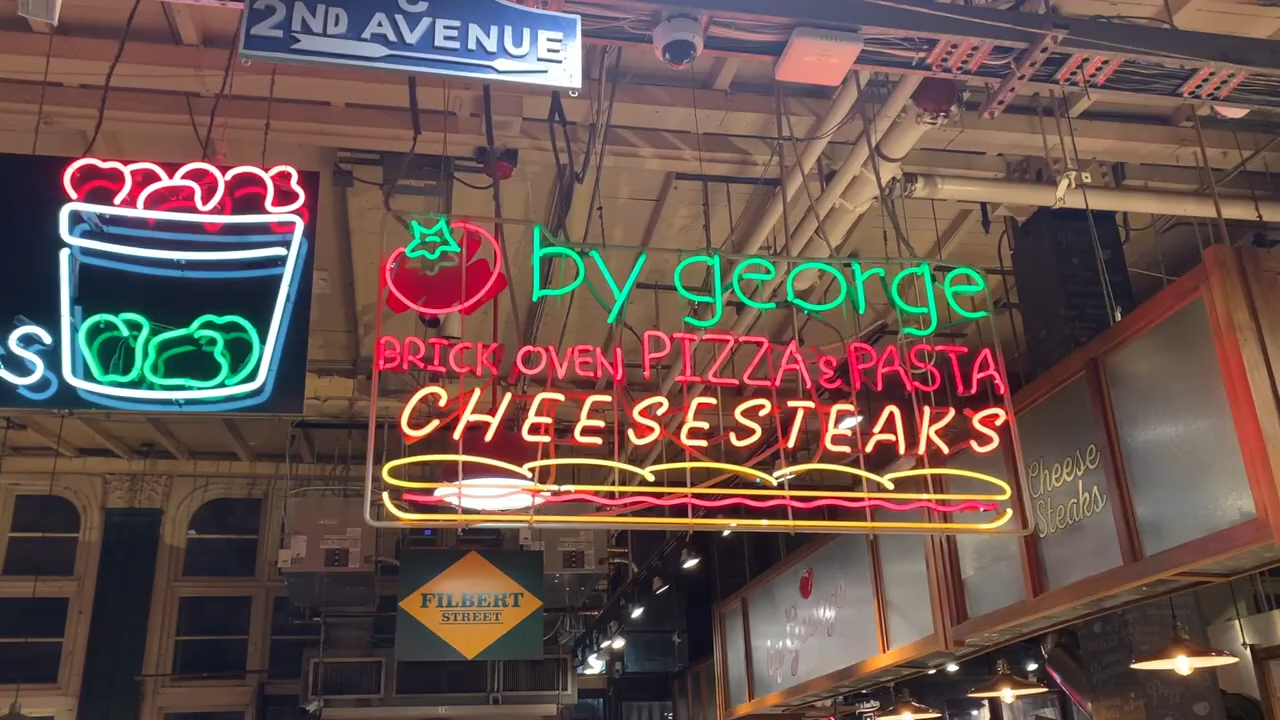 C
2ND AVENUE
S
by george
BRICK OVEN PIZZA & PASTA
CHEESESTEAKS
Cheese
Steaks
FILBERT
STREET
by George